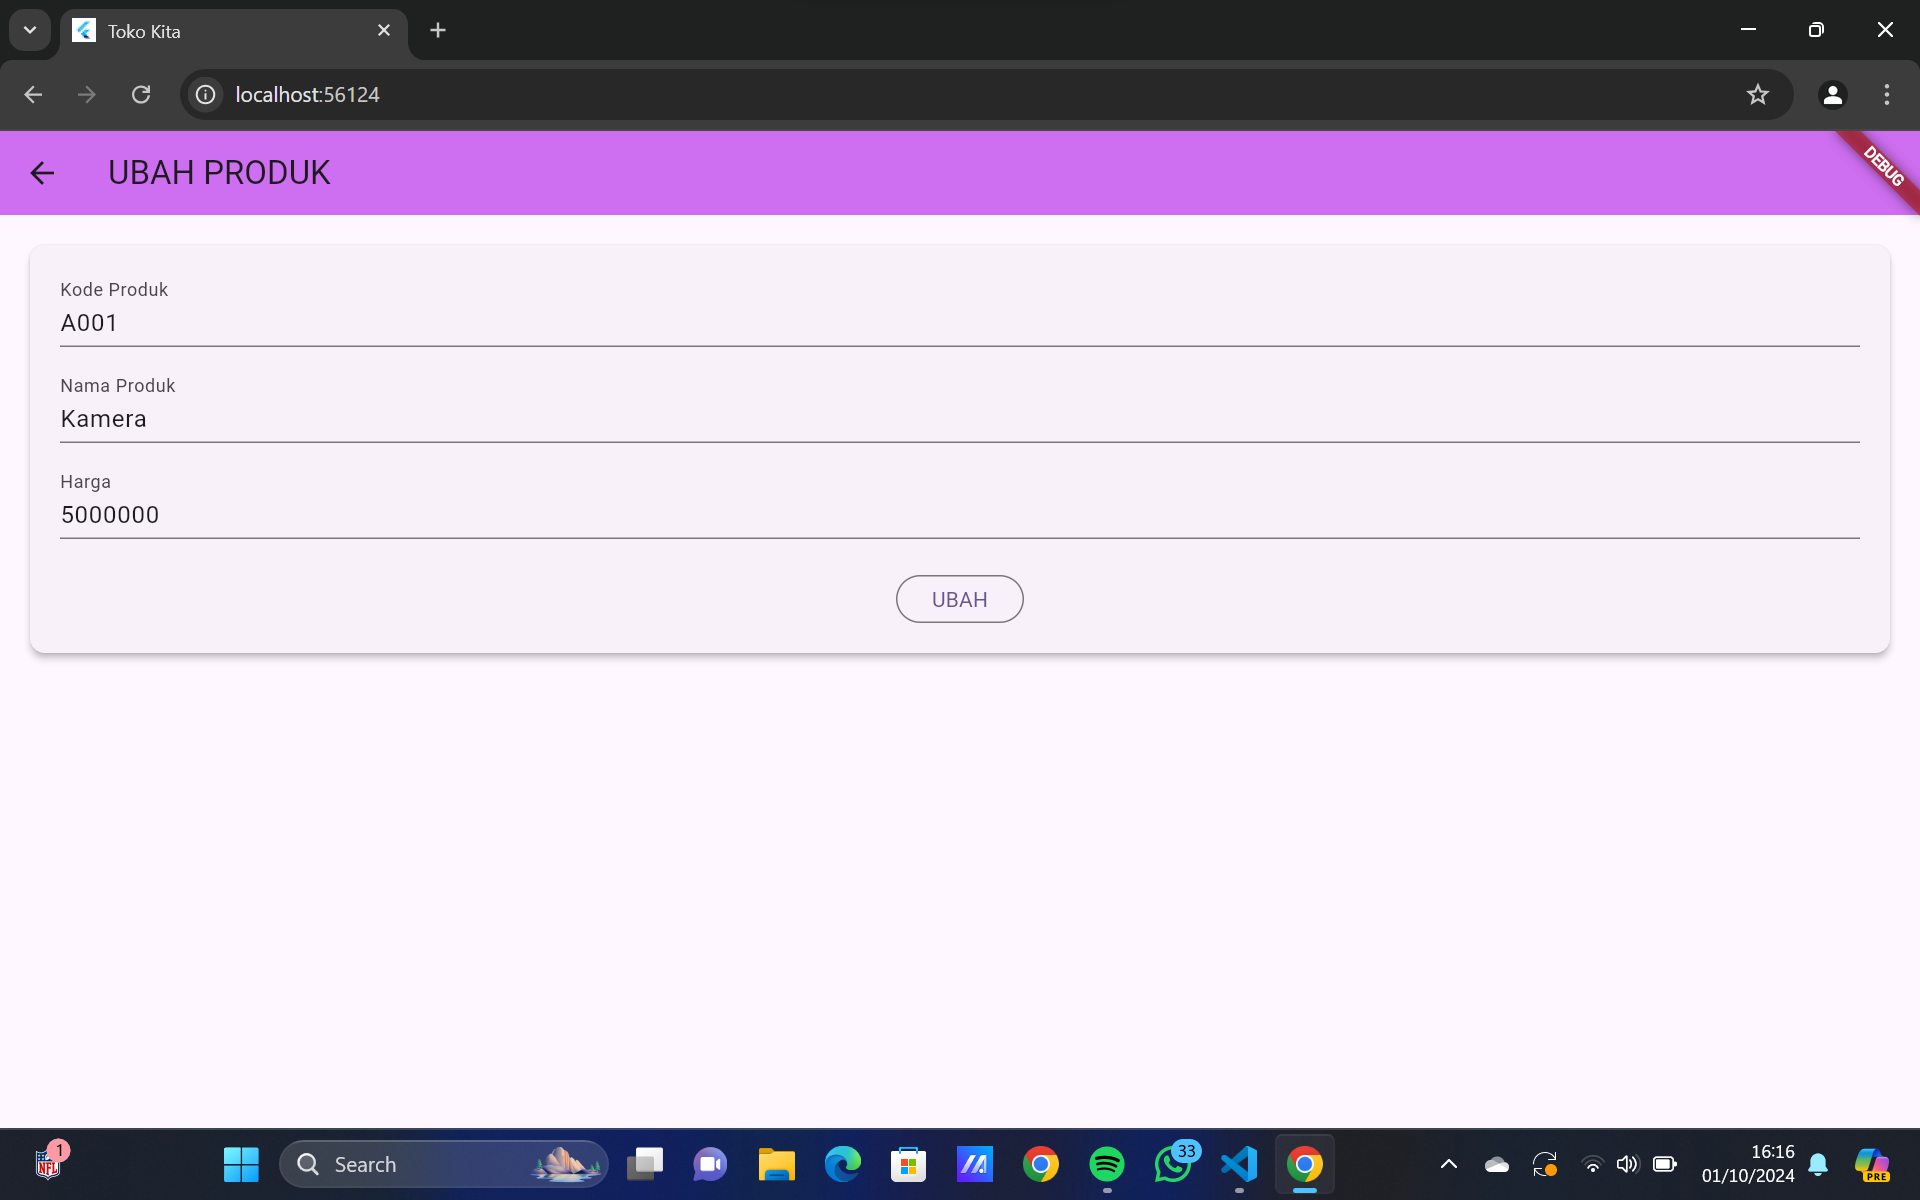 Toko Kita
localhost:56124
UBAH PRODUK
DEBUG
Kode Produk
A001
Nama Produk
Kamera
Harga
5000000
UBAH
1
NFL
Search
33
16:16
01/10/2024
PRE